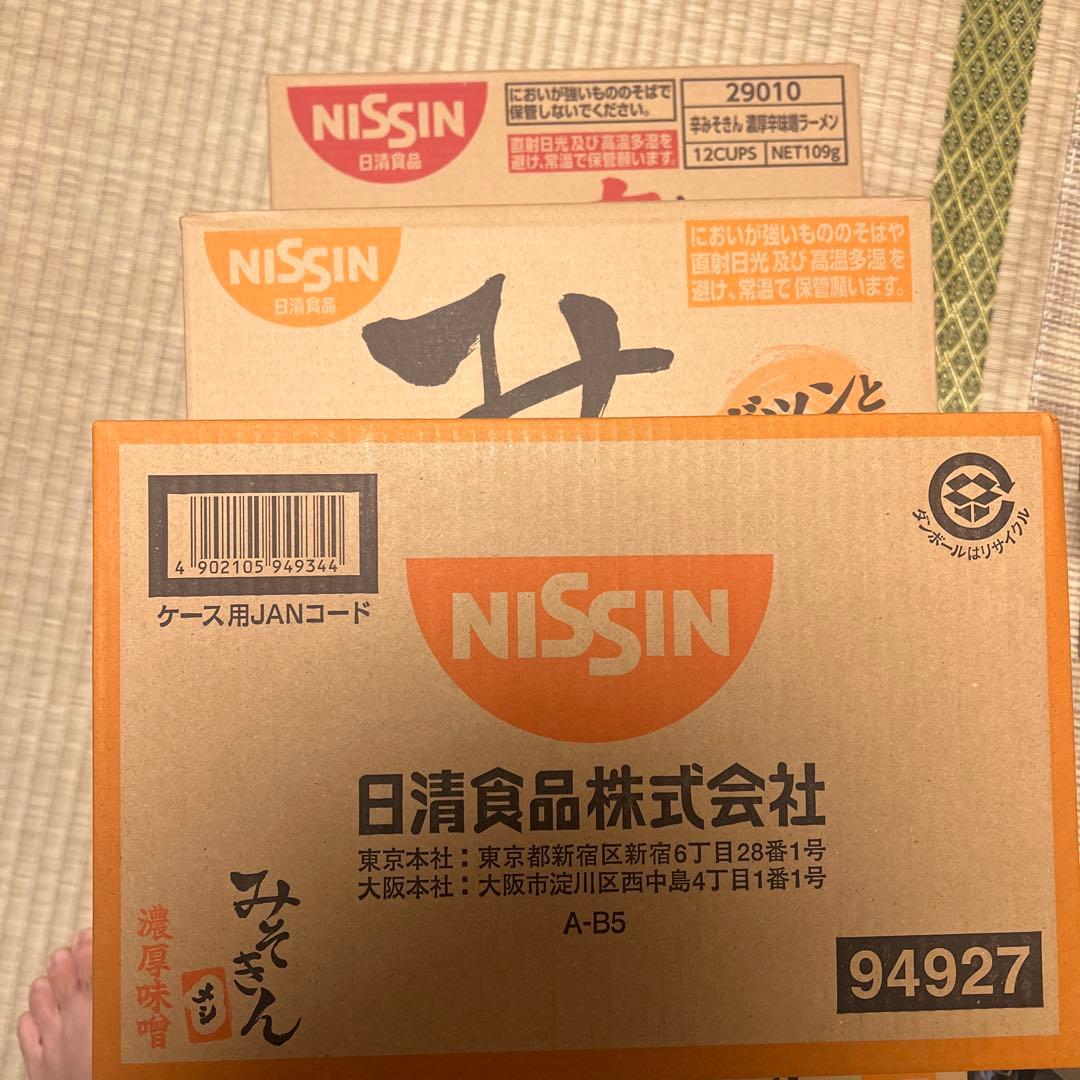 NISSIN
日清食品
においが強いもののそばで
保管しないでください。
直射日光及び高温多湿を
避け、常温で保管願います。
29010
辛みそきん 濃厚辛味噌ラーメン
12CUPS NET109g
NISSIN
日清食品
においが強いもののそばや
直射日光及び高温多湿を
避け、常温で保管願います。
み
ガツンと
4 902105 949344
ケース用JANコード
NISSIN
ダンボールはリサイクル
日清食品株式会社
東京本社：東京都新宿区新宿6丁目28番1号
大阪本社：大阪市淀川区西中島4丁目1番1号
A-B5
みそきん
メシ
濃厚味噌
94927